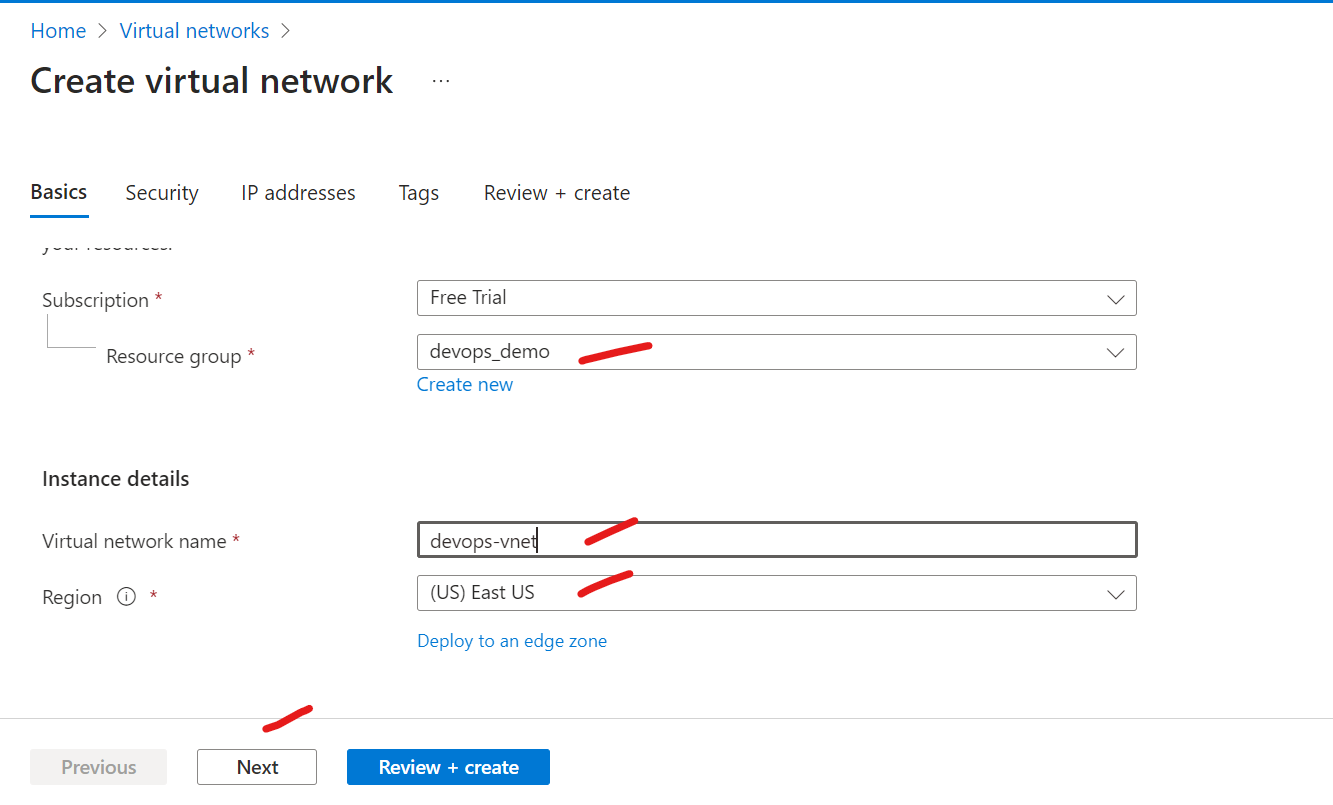 Home > Virtual networks >
Create virtual network ...
Basics Security IP addresses Tags Review + create
your resources.
Subscription * Free Trial
Resource group * devops_demo
Create new
Instance details
Virtual network name * devops-vnet
Region * (US) East US
Deploy to an edge zone
Previous Next Review + create